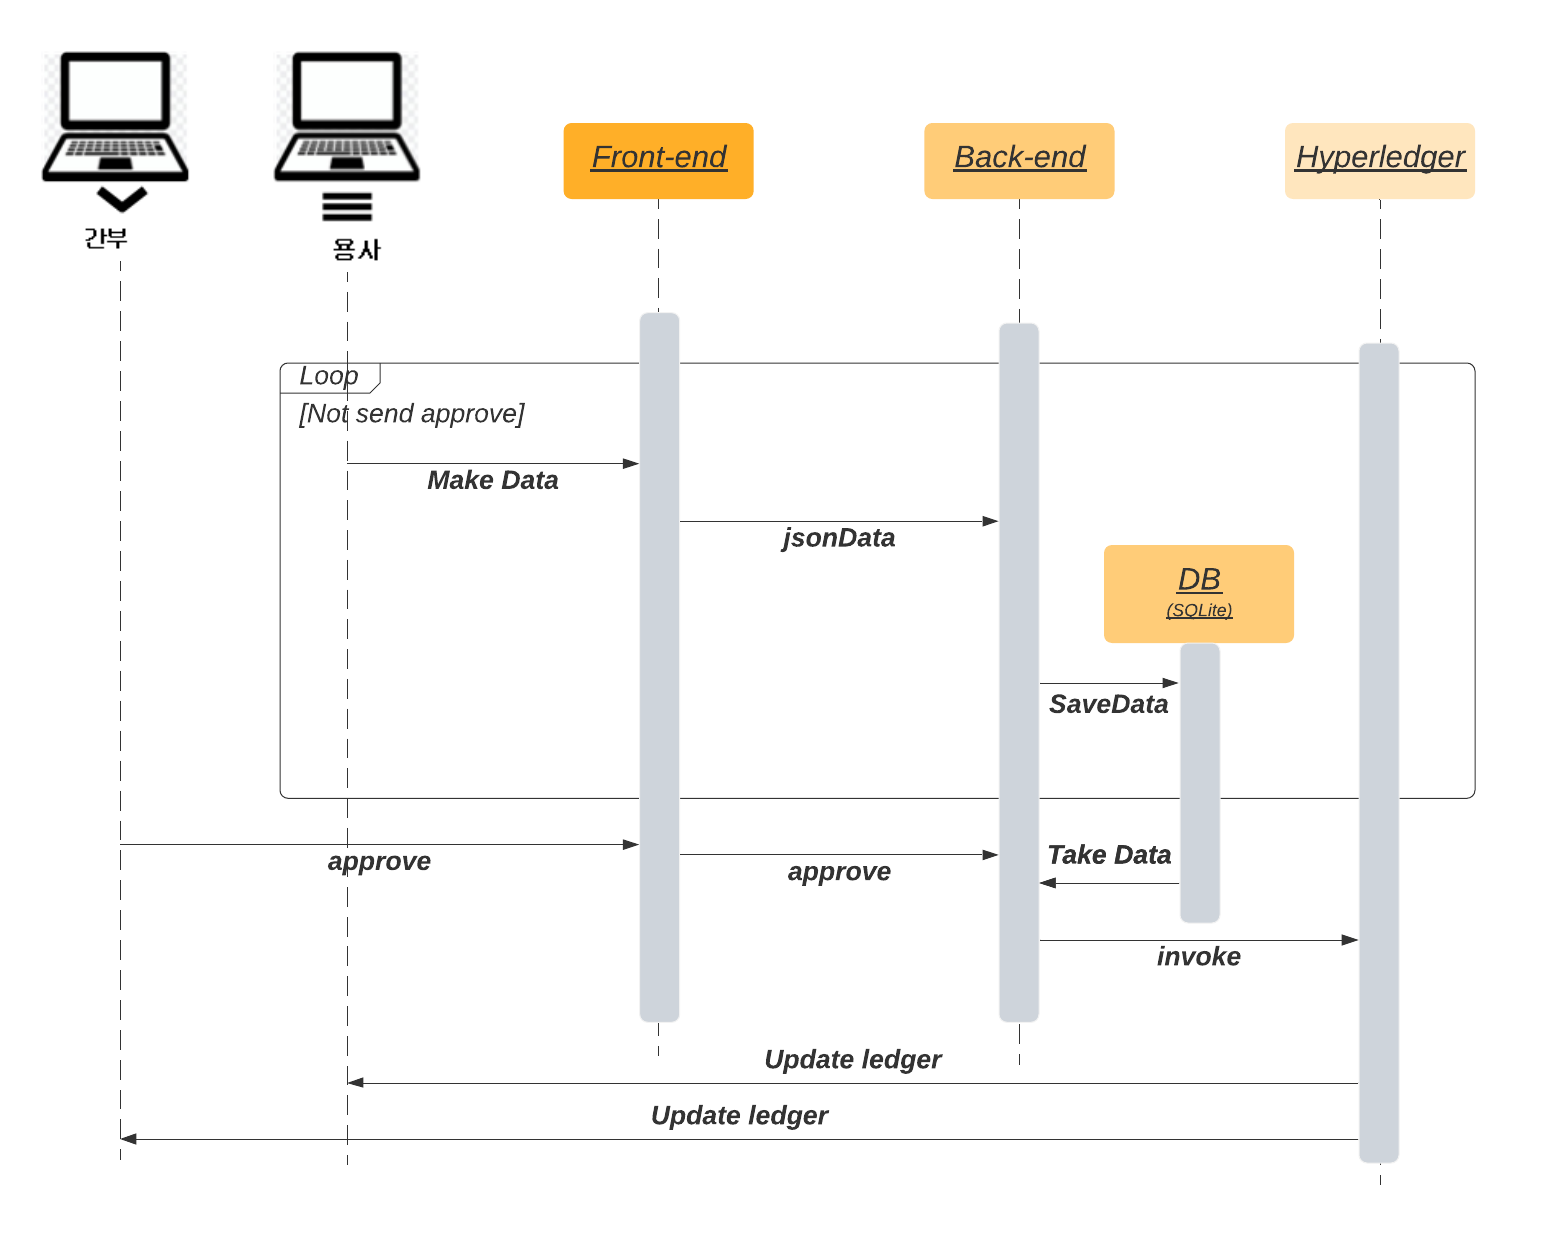 간부
용사
Front-end
Back-end
Hyperledger
Loop
[Not send approve]
Make Data
jsonData
DB
(SQLite)
SaveData
approve
approve
Take Data
invoke
Update ledger
Update ledger